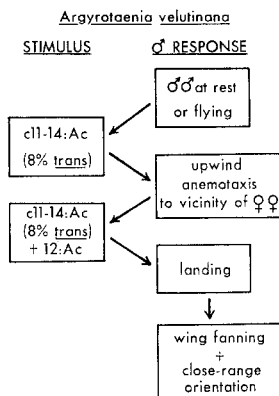 Argyrotaenia velutinana
STIMULUS
♂ RESPONSE
♂♂ at rest
or flying
c11-14:Ac
(8% trans)
upwind
anemotaxis
to vicinity of ♀♀
c11-14:Ac
(8% trans)
+ 12:Ac
landing
wing fanning
+
close-range
orientation